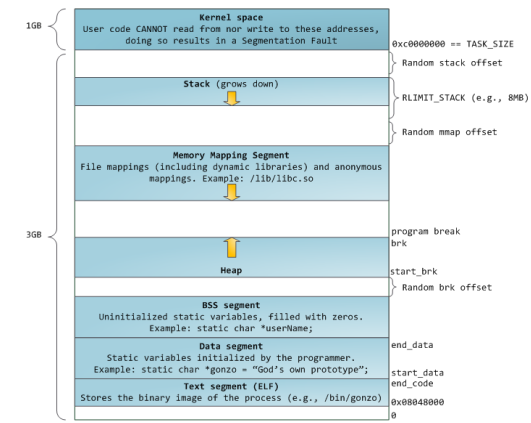 1GB
Kernel space
User code CANNOT read from nor write to these addresses,
doing so results in a Segmentation Fault
0xc0000000 == TASK_SIZE
Random stack offset
Stack (grows down)
RLIMIT_STACK (e.g., 8MB)
Random mmap offset
Memory Mapping Segment
File mappings (including dynamic libraries) and anonymous
mappings. Example: /lib/libc.so
3GB
program break
brk
Heap
start_brk
Random brk offset
BSS segment
Uninitialized static variables, filled with zeros.
Example: static char *userName;
end_data
Data segment
Static variables initialized by the programmer.
Example: static char *gonzo = “God’s own prototype”;
start_data
end_code
Text segment (ELF)
Stores the binary image of the process (e.g., /bin/gonzo)
0x08048000
0